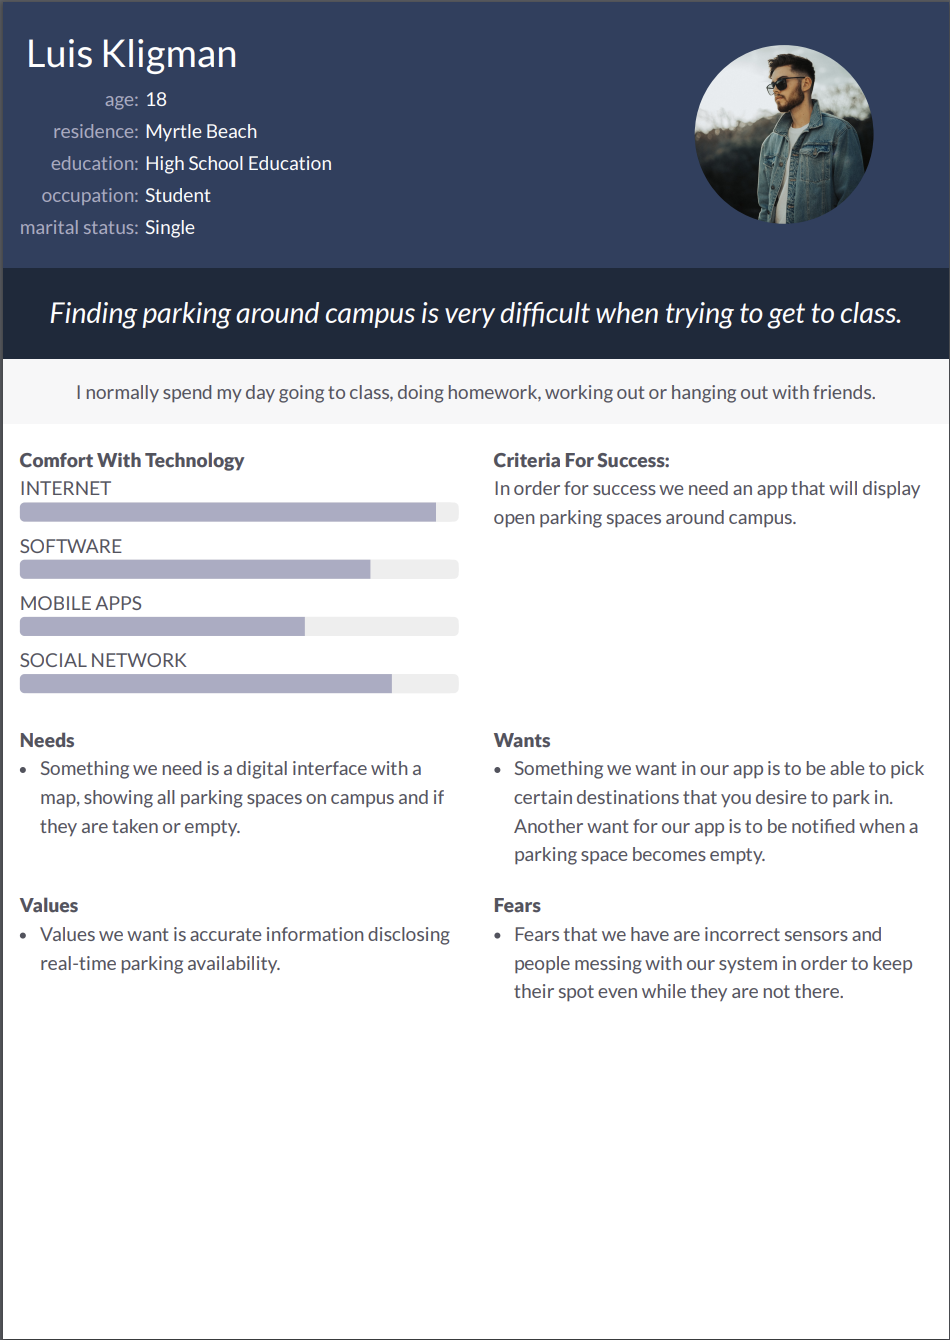 Luis Kligman
age: 18
residence: Myrtle Beach
education: High School Education
occupation: Student
marital status: Single
Finding parking around campus is very difficult when trying to get to class.
I normally spend my day going to class, doing homework, working out or hanging out with friends.
Comfort With Technology
INTERNET
SOFTWARE
MOBILE APPS
SOCIAL NETWORK
Criteria For Success:
In order for success we need an app that will display
open parking spaces around campus.
Needs
• Something we need is a digital interface with a
map, showing all parking spaces on campus and if
they are taken or empty.
Wants
• Something we want in our app is to be able to pick
certain destinations that you desire to park in.
Another want for our app is to be notified when a
parking space becomes empty.
Values
• Values we want is accurate information disclosing
real-time parking availability.
Fears
• Fears that we have are incorrect sensors and
people messing with our system in order to keep
their spot even while they are not there.